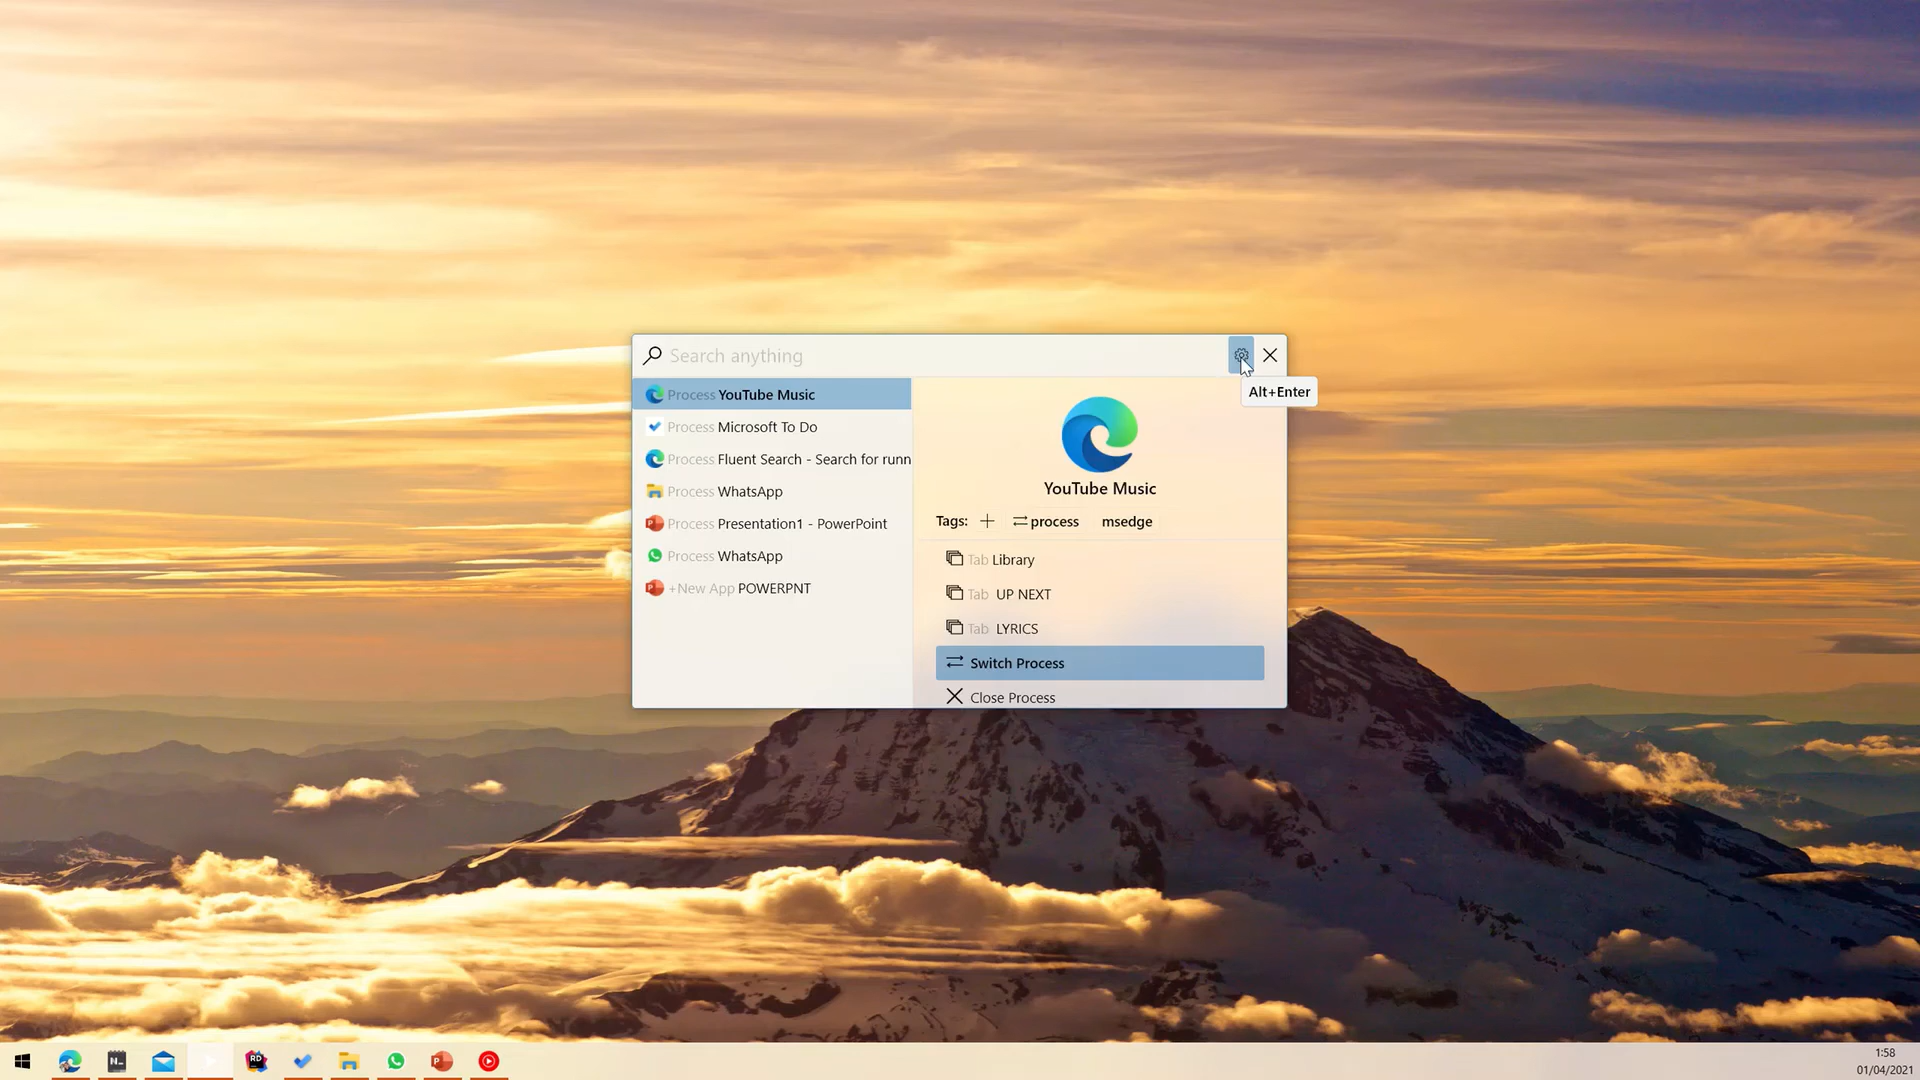 Search anything
Alt+Enter
Process YouTube Music
Process Microsoft To Do
Process Fluent Search - Search for runn
Process WhatsApp
Process Presentation1 - PowerPoint
Process WhatsApp
+New App POWERPNT
YouTube Music
Tags: process msedge
Tab Library
Tab UP NEXT
Tab LYRICS
Switch Process
Close Process
N
RD
P
1:58
01/04/2021